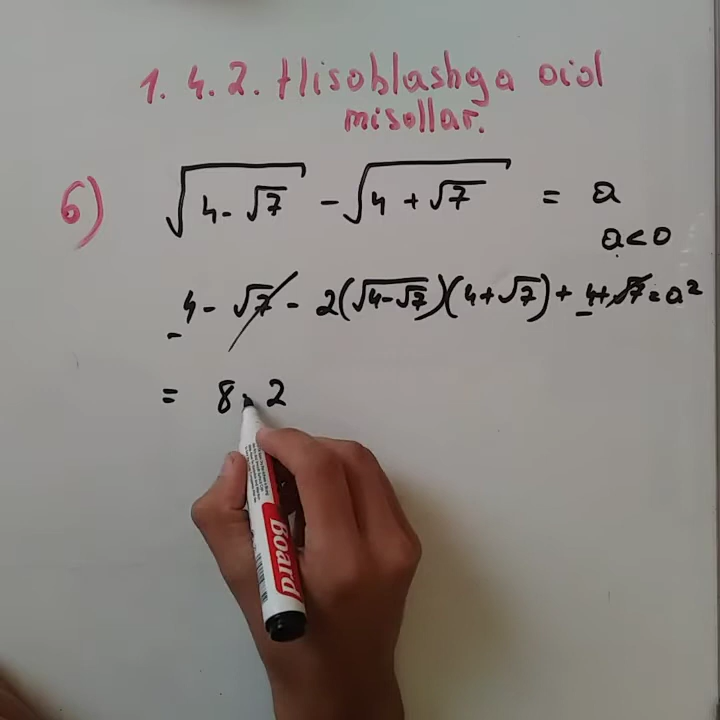 1.4.2. Hisoblashga oid
misollar.
6) √(4-√7) - √(4+√7) = a
a<0
4 - √7 - 2(√(4-√7))(4+√7) + 4+√7 = a²
= 8 - 2
Board